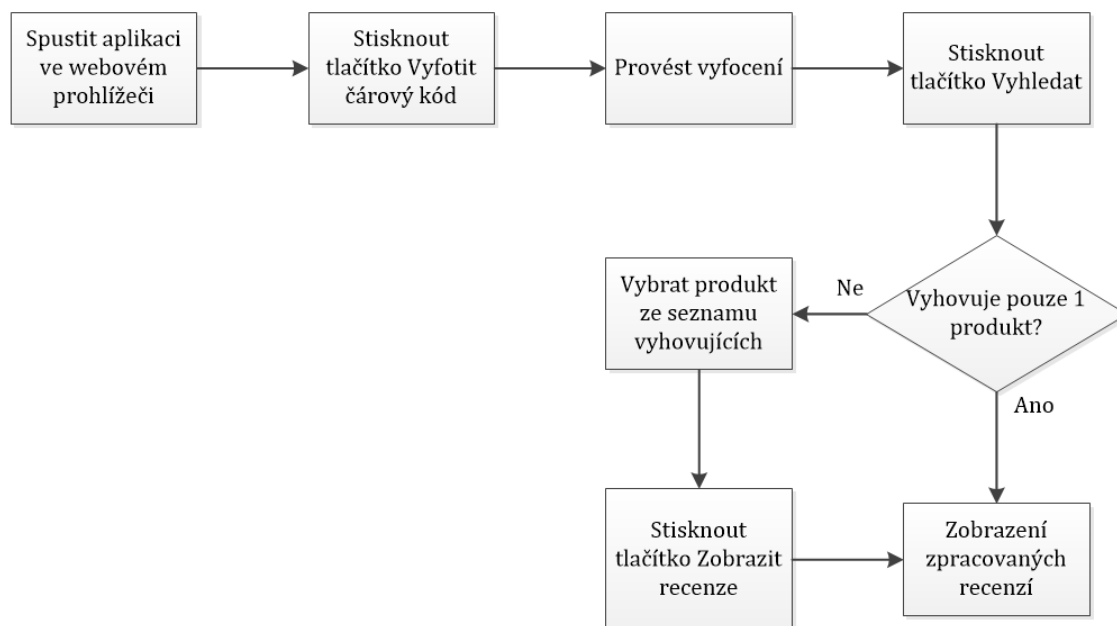 Spustit aplikaci
ve webovém
prohlížeči
Stisknout
tlačítko Vyfotit
čárový kód
Provést vyfocení
Stisknout
tlačítko Vyhledat
Vyhovuje pouze 1
produkt?
Ne
Vybrat produkt
ze seznamu
vyhovujících
Ano
Stisknout
tlačítko Zobrazit
recenze
Zobrazení
zpracovaných
recenzí